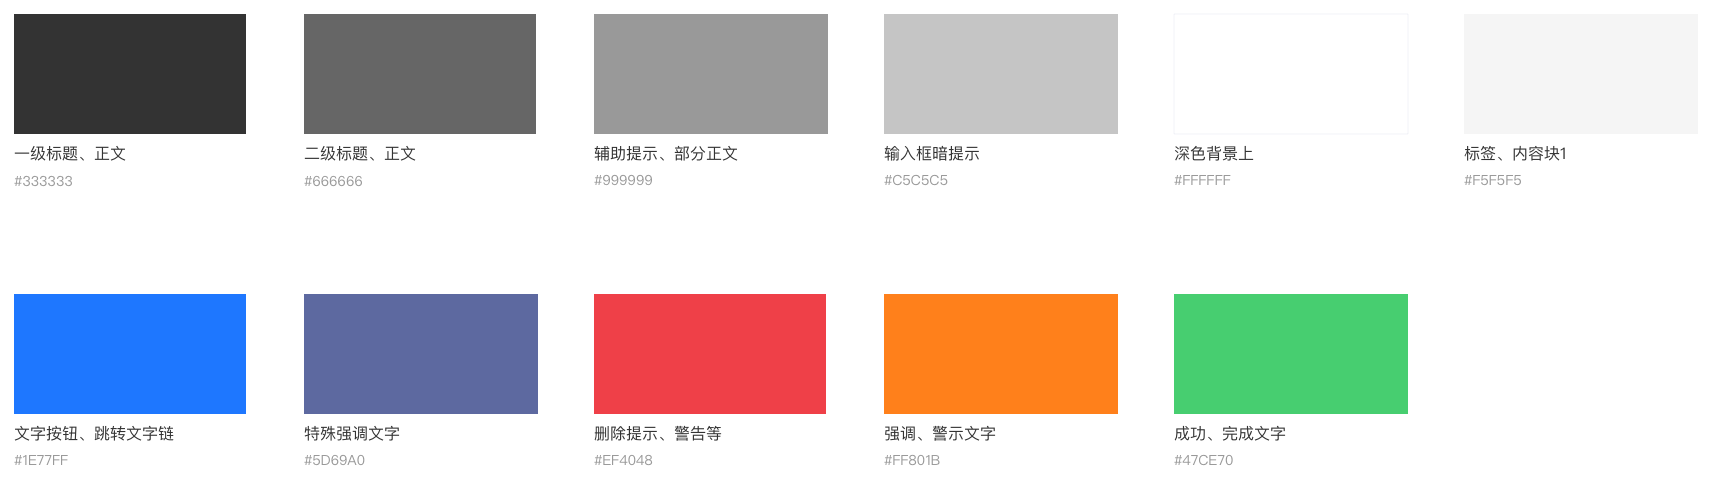 一级标题、正文
#333333
二级标题、正文
#666666
辅助提示、部分正文
#999999
输入框暗提示
#C5C5C5
深色背景上
#FFFFFF
标签、内容块1
#F5F5F5
文字按钮、跳转文字链
#1E77FF
特殊强调文字
#5D69A0
删除提示、警告等
#EF4048
强调、警示文字
#FF801B
成功、完成文字
#47CE70